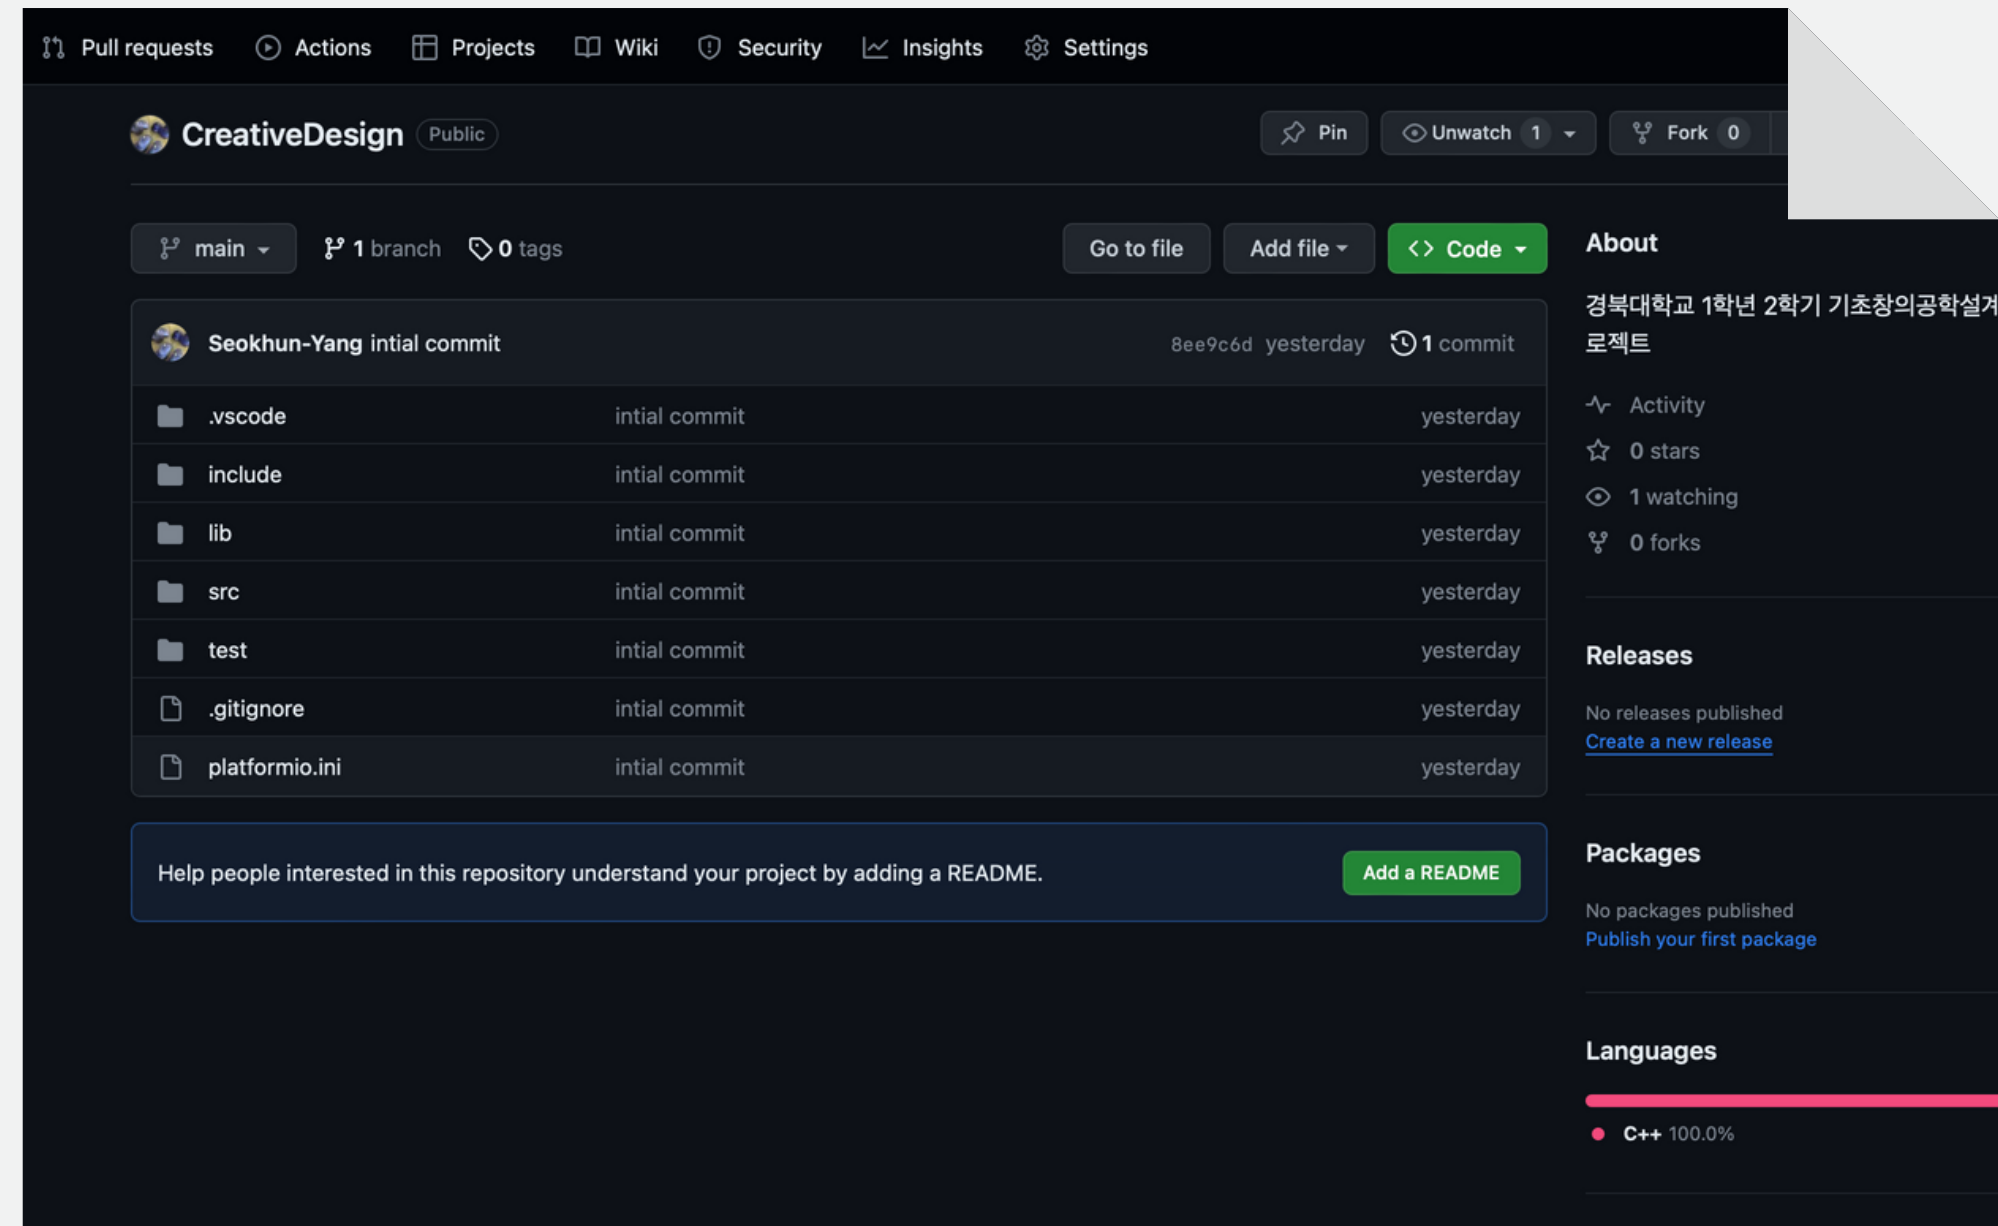 Pull requests Actions Projects Wiki Security Insights Settings
CreativeDesign Public Pin Unwatch 1 Fork 0
main 1 branch 0 tags Go to file Add file Code
Seokhun-Yang intial commit 8ee9c6d yesterday 1 commit
.vscode intial commit yesterday
include intial commit yesterday
lib intial commit yesterday
src intial commit yesterday
test intial commit yesterday
.gitignore intial commit yesterday
platformio.ini intial commit yesterday
Help people interested in this repository understand your project by adding a README. Add a README
About
경북대학교 1학년 2학기 기초창의공학설계
로젝트
Activity
0 stars
1 watching
0 forks
Releases
No releases published
Create a new release
Packages
No packages published
Publish your first package
Languages
C++ 100.0%